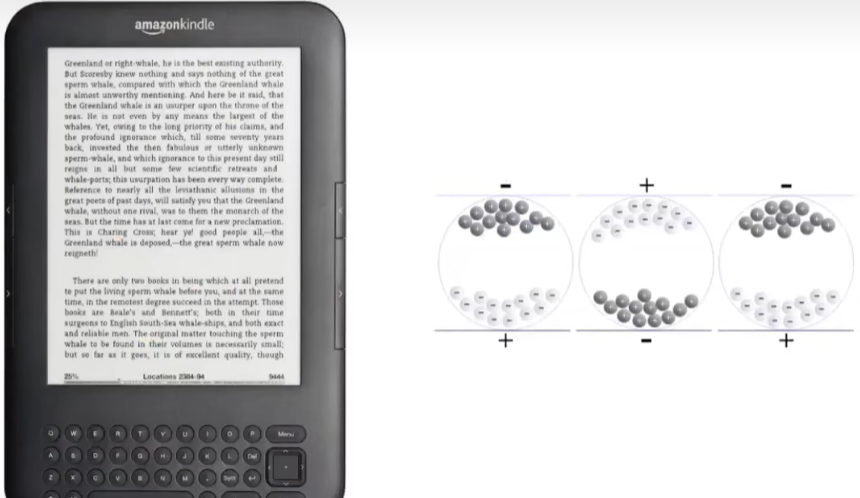 amazonkindle
Greenland or right-whale, he is the best existing authority.
But Scoresby knew nothing and says nothing of the great
sperm whale, compared with which the Greenland whale
is almost unworthy mentioning. And here be it said, that
the Greenland whale is an usurper upon the throne of the
seas. He is not even by any means the largest of the
whales. Yet, owing to the long priority of his claims, and
the profound ignorance which, till some seventy years
back, invested the then fabulous or utterly unknown
sperm-whale, and which ignorance to this present day still
reigns in all but some few scientific retreats and
whale-ports; this usurpation has been every way complete.
Reference to nearly all the leviathanic allusions in the
great poets of past days, will satisfy you that the Greenland
whale, without one rival, was to them the monarch of the
seas. But the time has at last come for a new proclamation.
This is Charing Cross; hear ye! good people all,—the
Greenland whale is deposed,—the great sperm whale now
reigneth!
There are only two books in being which at all pretend
to put the living sperm whale before you, and at the same
time, in the remotest degree succeed in the attempt. Those
books are Beale's and Bennett's; both in their time
surgeons to English South-Sea whale-ships, and both exact
and reliable men. The original matter touching the sperm
whale to be found in their volumes is necessarily small;
but so far as it goes, it is of excellent quality, though
25% Locations 2384-94 9444
Q W E R T Y U I O P Menu
A S D F G H J K L Del
Z X C V B N M . Sym
- + -
+ - +